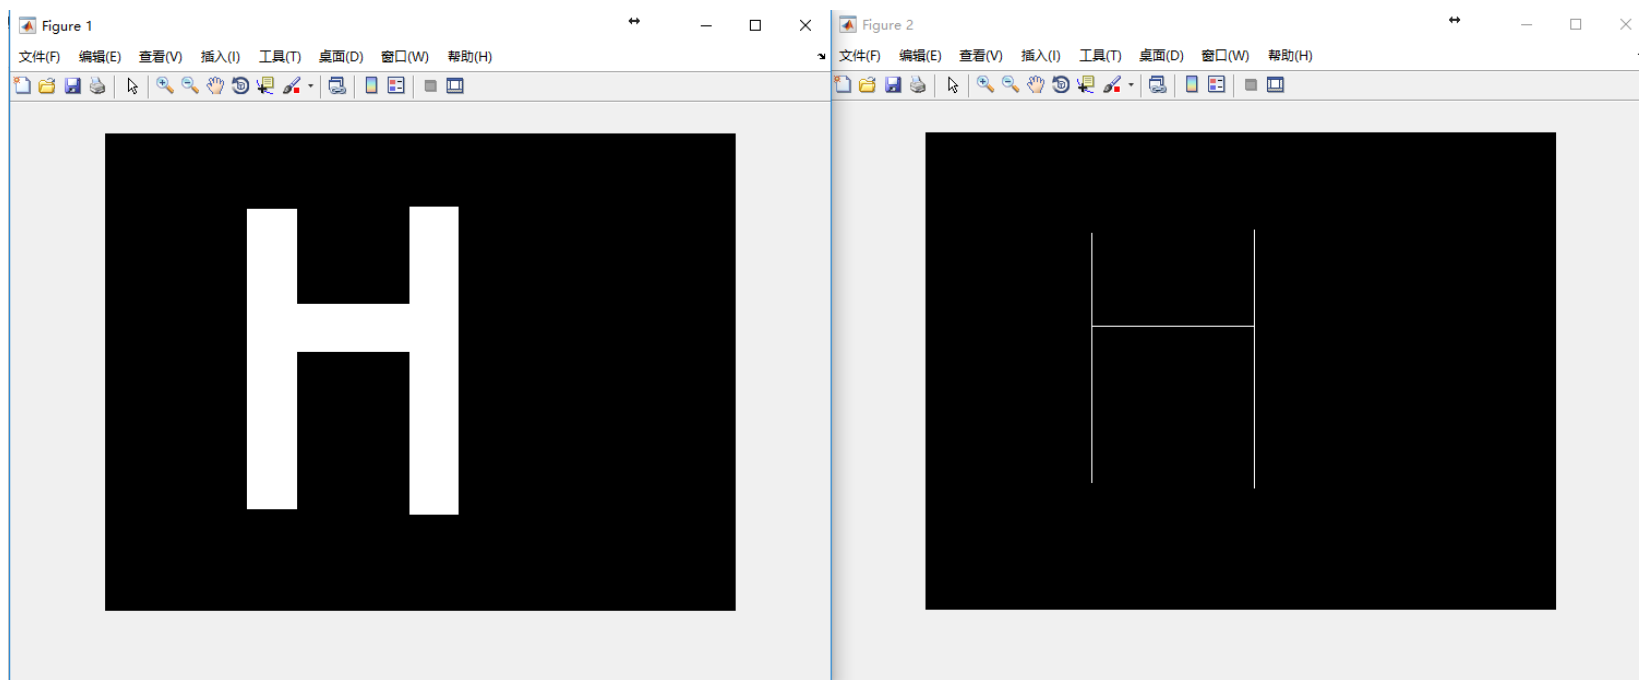 Figure 1
文件(F) 编辑(E) 查看(V) 插入(I) 工具(T) 桌面(D) 窗口(W) 帮助(H)
H
Figure 2
文件(F) 编辑(E) 查看(V) 插入(I) 工具(T) 桌面(D) 窗口(W) 帮助(H)
H